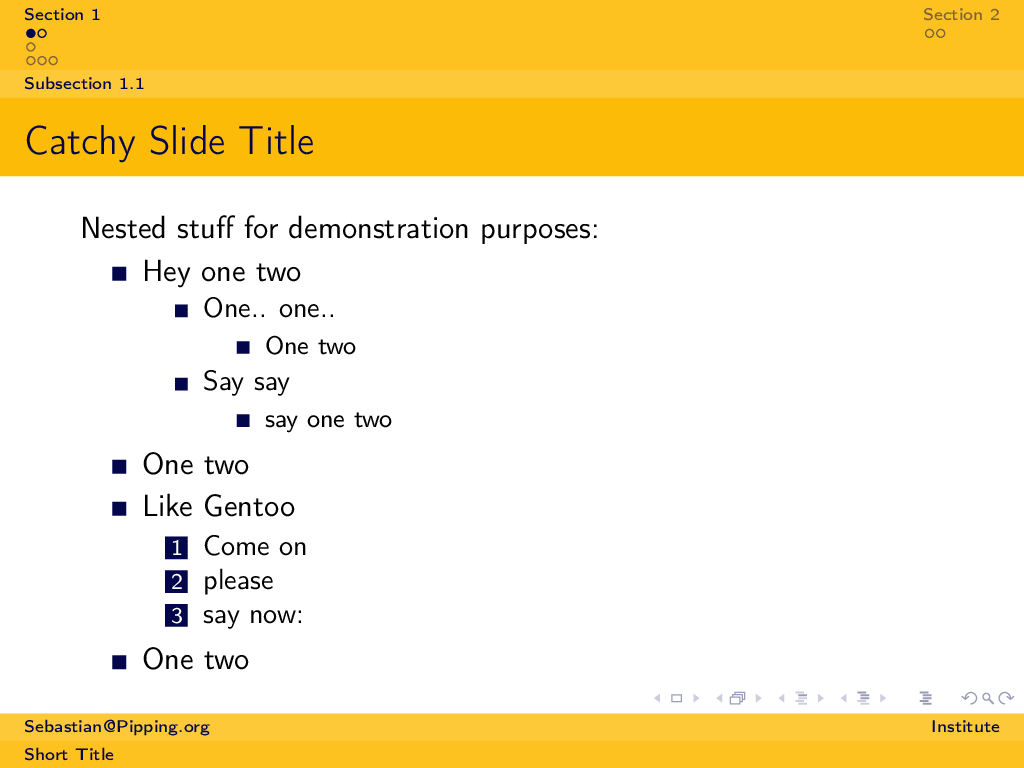 Section 1
Section 2
Subsection 1.1
Catchy Slide Title
Nested stuff for demonstration purposes:
Hey one two
One.. one..
One two
Say say
say one two
One two
Like Gentoo
1 Come on
2 please
3 say now:
One two
Sebastian@Pipping.org
Institute
Short Title